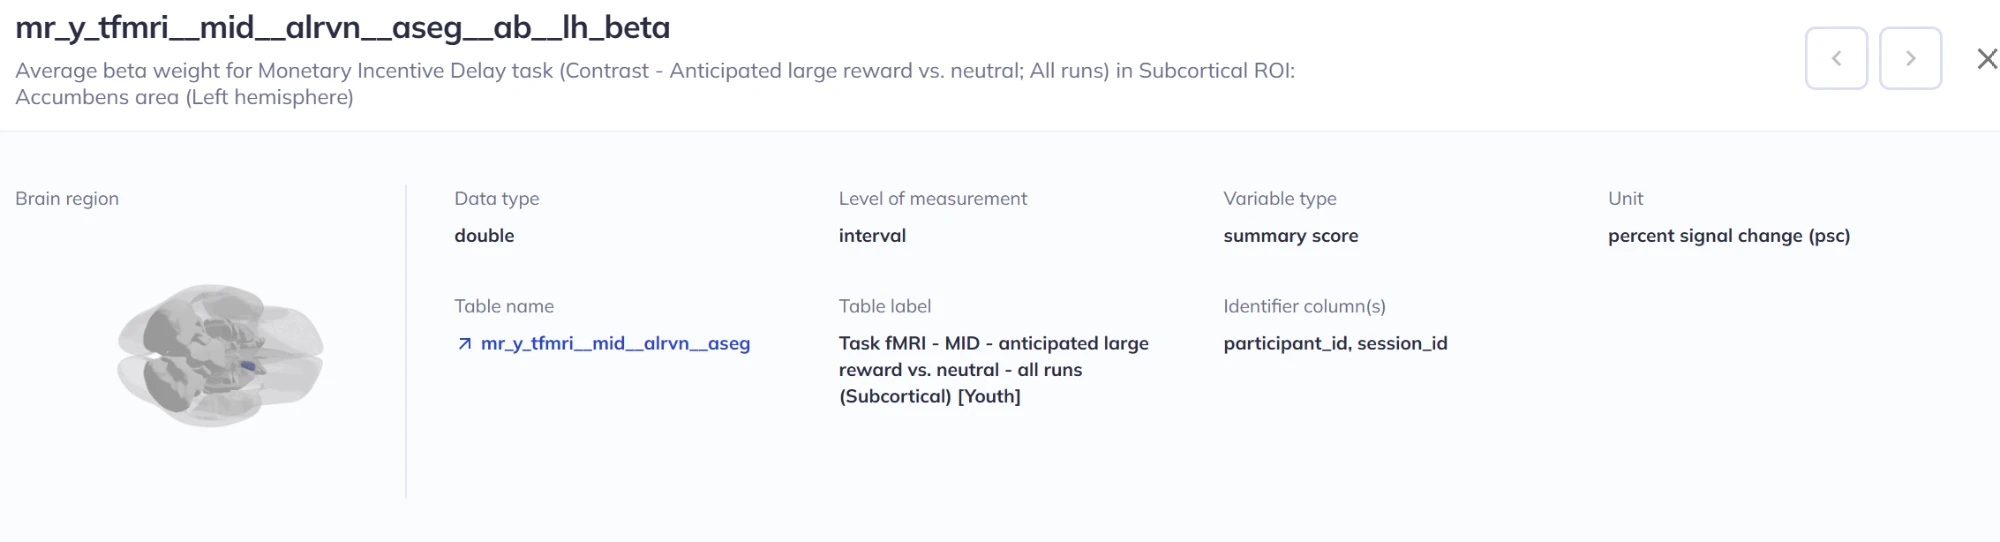 mr_y_tfmri__mid__alrvn__aseg__ab__lh_beta
Average beta weight for Monetary Incentive Delay task (Contrast - Anticipated large reward vs. neutral; All runs) in Subcortical ROI:
Accumbens area (Left hemisphere)
Brain region
Data type
double
Level of measurement
interval
Variable type
summary score
Unit
percent signal change (psc)
Table name
mr_y_tfmri__mid__alrvn__aseg
Table label
Task fMRI - MID - anticipated large
reward vs. neutral - all runs
(Subcortical) [Youth]
Identifier column(s)
participant_id, session_id